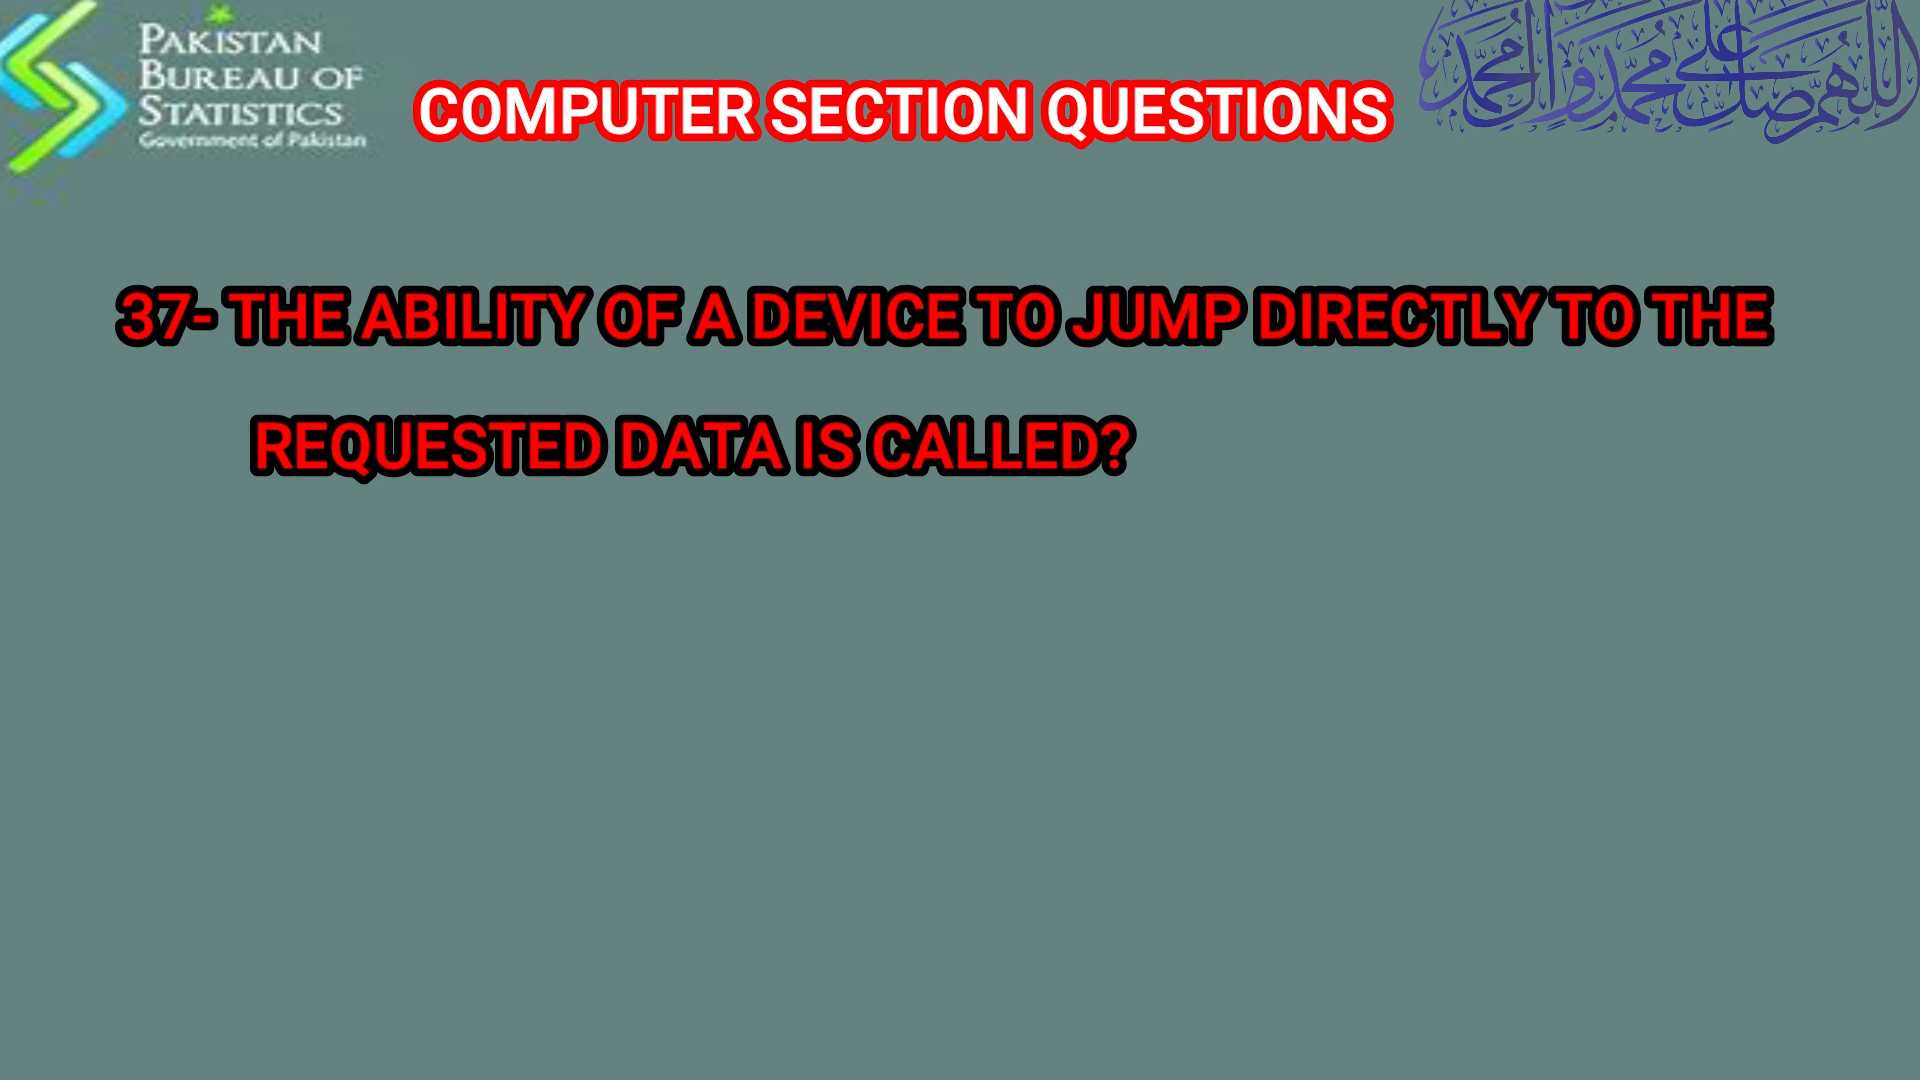 PAKISTAN
BUREAU OF
STATISTICS
Government of Pakistan
COMPUTER SECTION QUESTIONS
اللهم صل على محمد وآل محمد
37- THE ABILITY OF A DEVICE TO JUMP DIRECTLY TO THE
REQUESTED DATA IS CALLED?